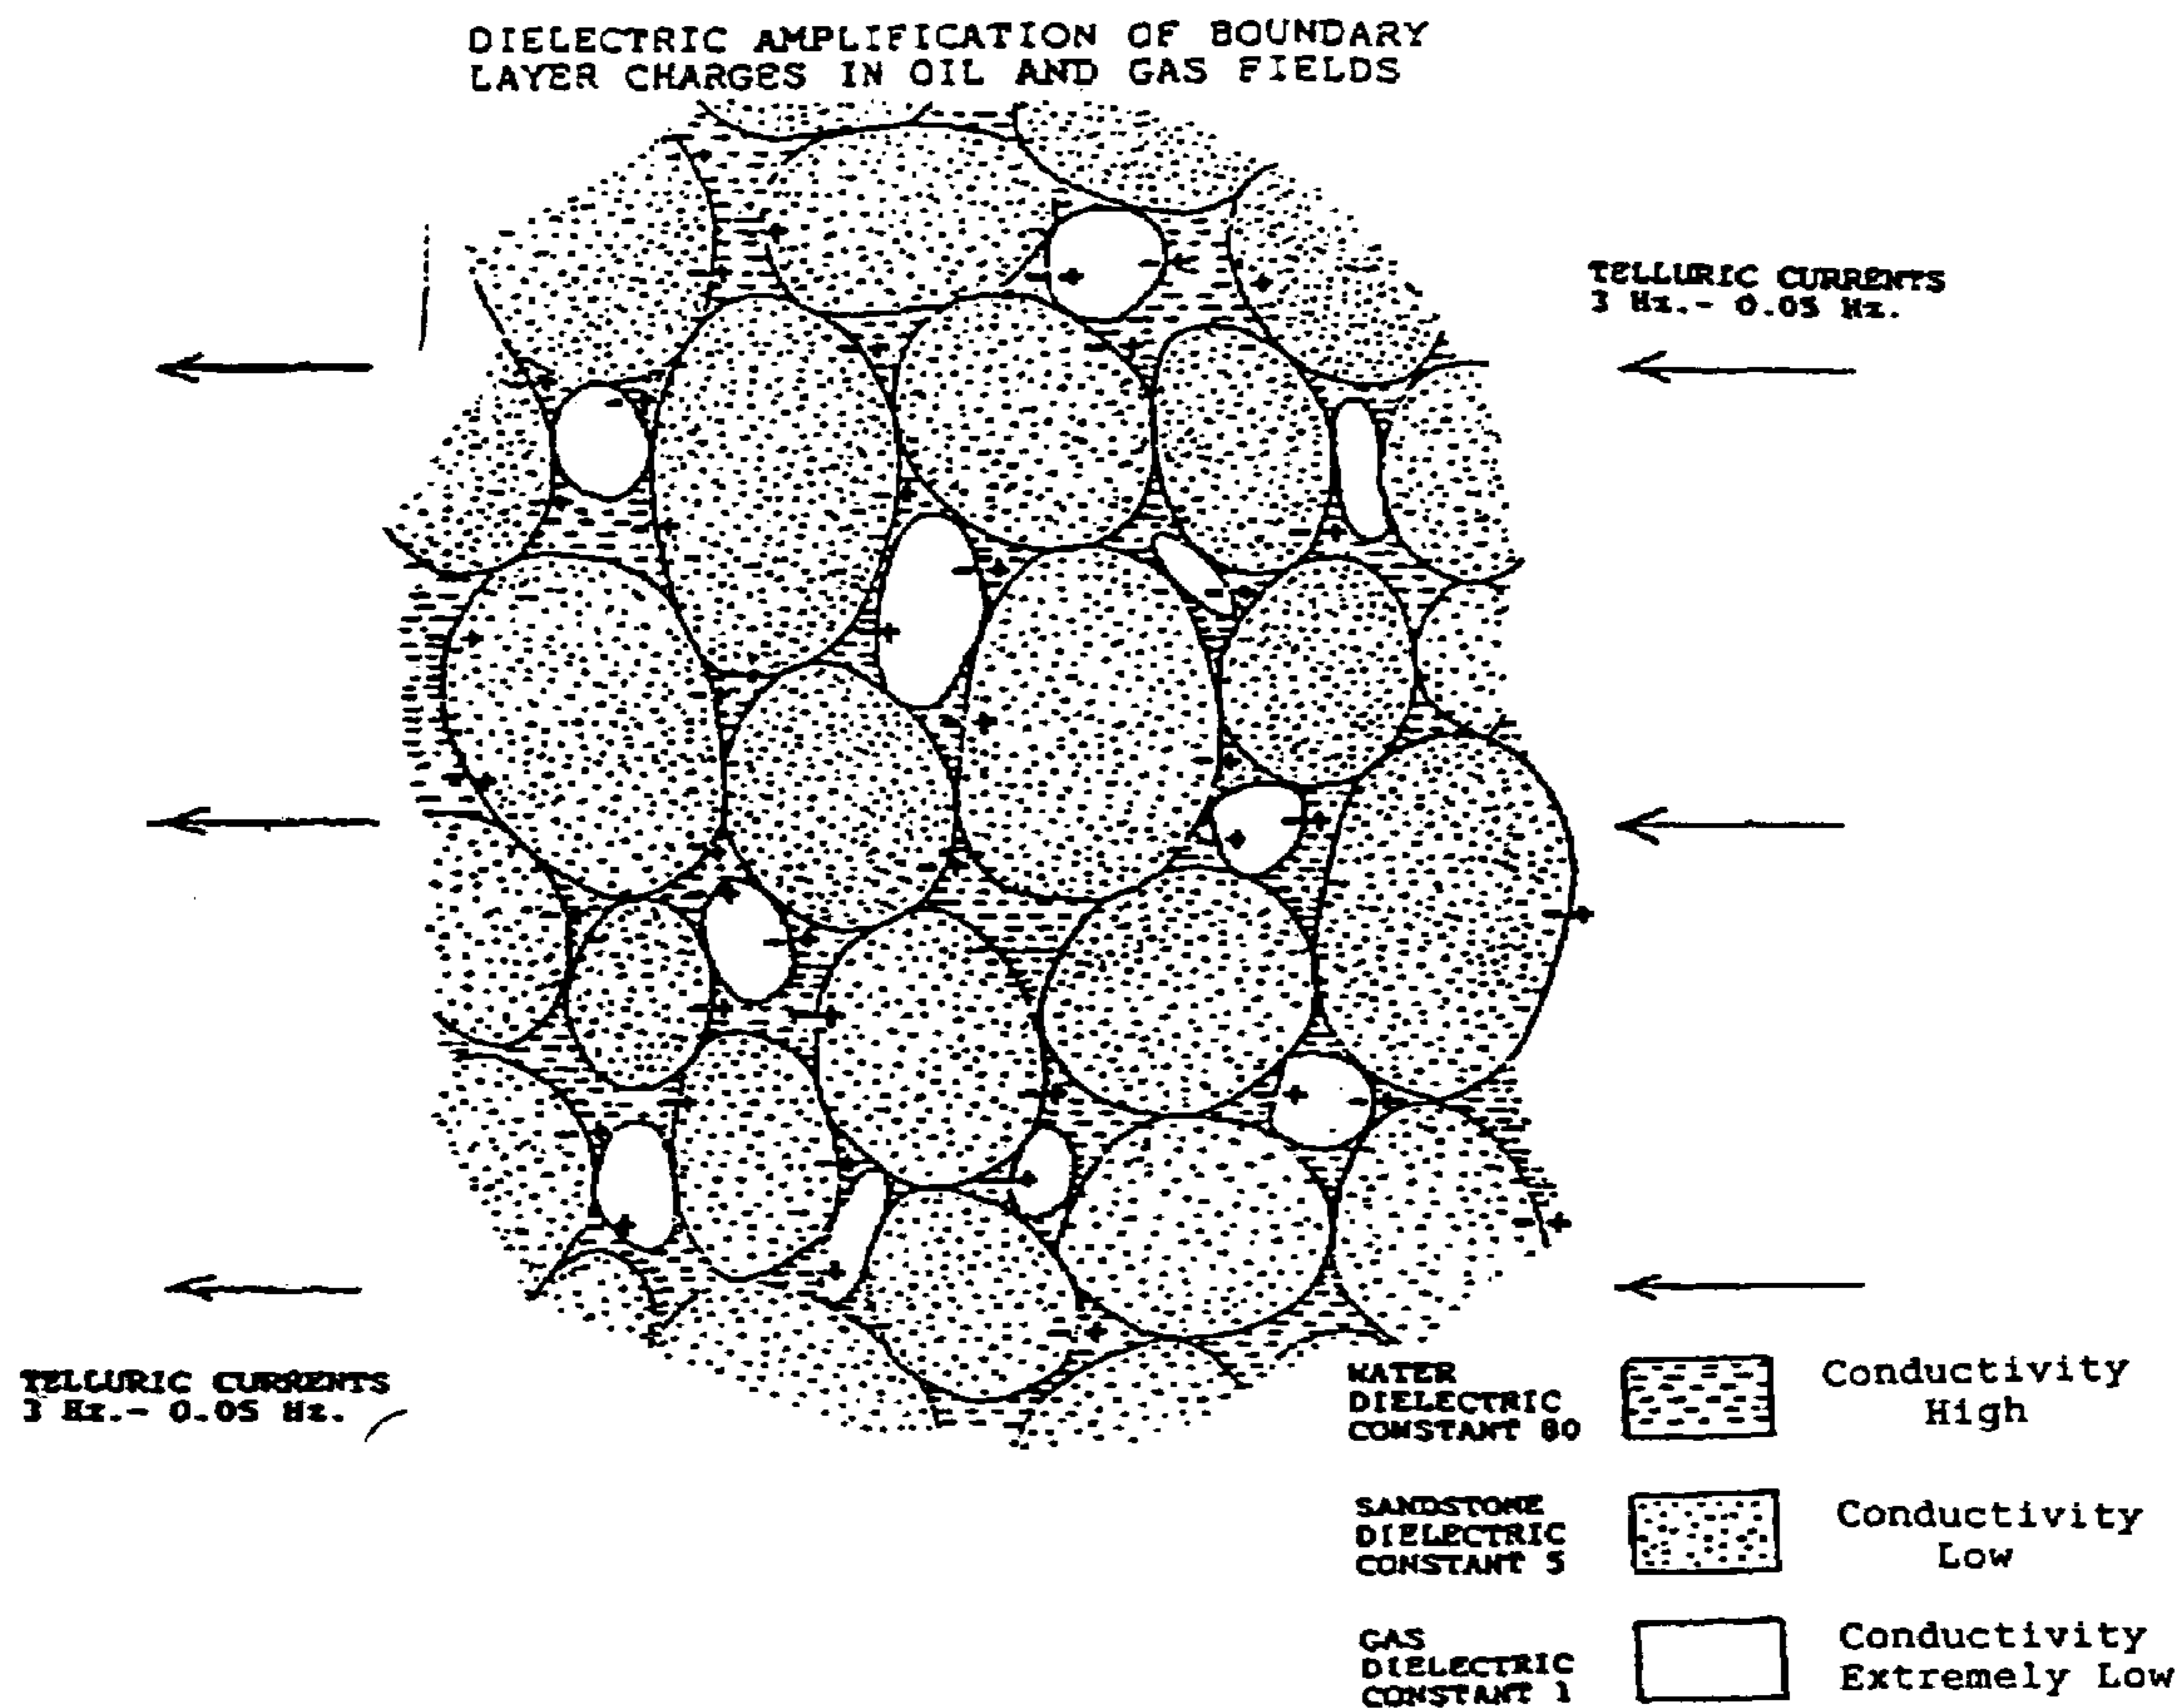 DIELECTRIC AMPLIFICATION OF BOUNDARY
LAYER CHARGES IN OIL AND GAS FIELDS
TELLURIC CURRENTS
3 Hz.- 0.05 Hz.
TELLURIC CURRENTS
3 Hz.- 0.05 Hz.
WATER
DIELECTRIC
CONSTANT 80
Conductivity
High
SANDSTONE
DIELECTRIC
CONSTANT 5
Conductivity
Low
GAS
DIELECTRIC
CONSTANT 1
Conductivity
Extremely Low